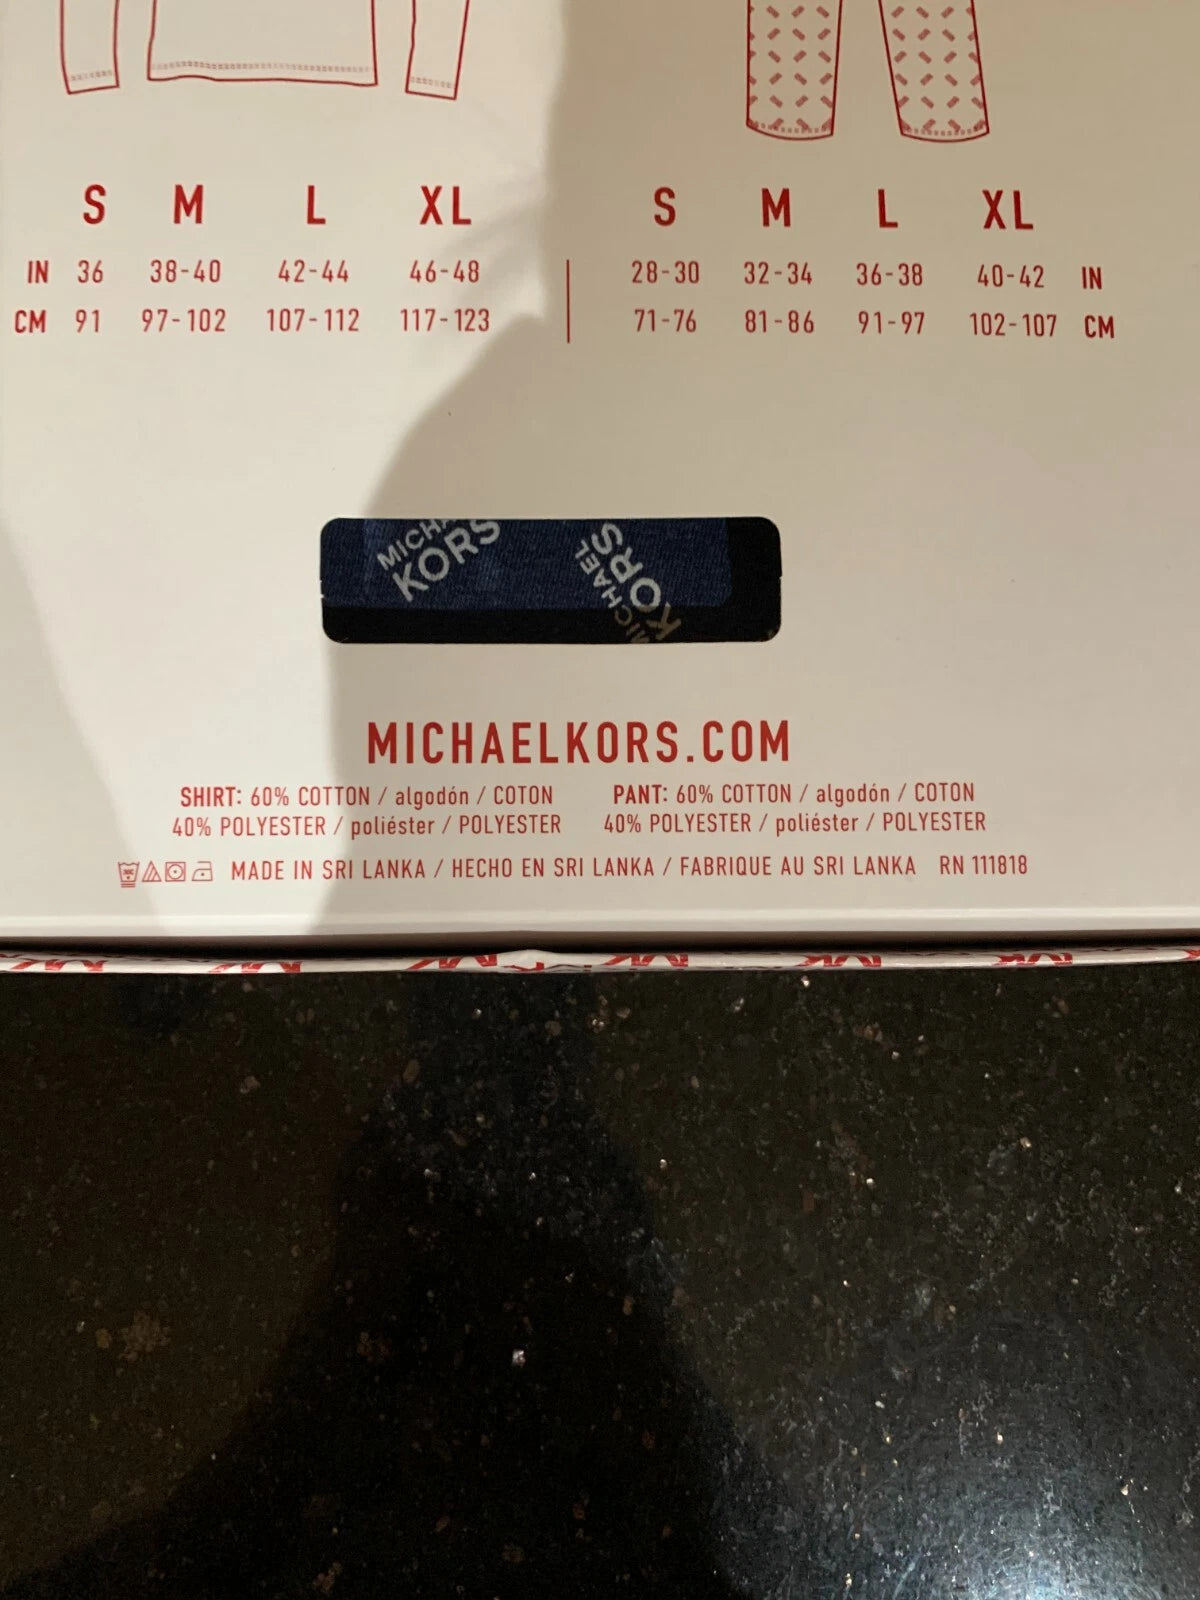 S M L XL
IN 36 38-40 42-44 46-48
CM 91 97-102 107-112 117-123
S M L XL
28-30 32-34 36-38 40-42 IN
71-76 81-86 91-97 102-107 CM
KORS
MICHAEL
KORS
MICHAELKORS.COM
SHIRT: 60% COTTON / algodón / COTON
40% POLYESTER / poliéster / POLYESTER
PANT: 60% COTTON / algodón / COTON
40% POLYESTER / poliéster / POLYESTER
MADE IN SRI LANKA / HECHO EN SRI LANKA / FABRIQUE AU SRI LANKA RN 111818